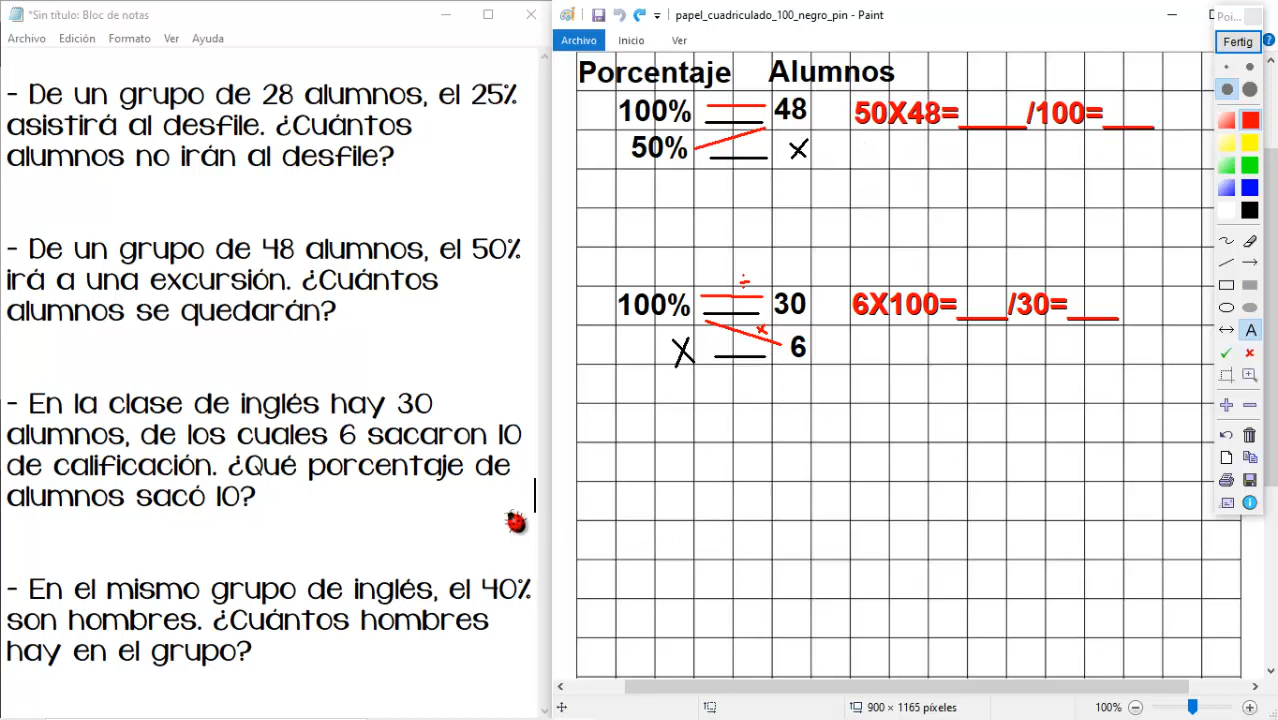 *Sin título: Bloc de notas
Archivo Edición Formato Ver Ayuda
- De un grupo de 28 alumnos, el 25%
asistirá al desfile. ¿Cuántos
alumnos no irán al desfile?
- De un grupo de 48 alumnos, el 50%
irá a una excursión. ¿Cuántos
alumnos se quedarán?
- En la clase de inglés hay 30
alumnos, de los cuales 6 sacaron 10
de calificación. ¿Qué porcentaje de
alumnos sacó 10?
- En el mismo grupo de inglés, el 40%
son hombres. ¿Cuántos hombres
hay en el grupo?
papel_cuadriculado_100_negro_pin - Paint
Archivo Inicio Ver
Porcentaje Alumnos
100% ____ 48 50X48=____/100=___
50% ____ X
÷
100% ____ 30 6X100=___/30=___
x
X ____ 6
900 × 1165 píxeles
100%
Poi...
Fertig
A